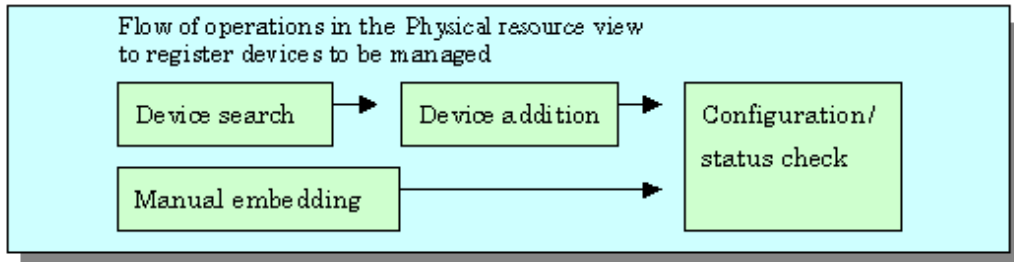 Flow of operations in the Physical resource view
to register devices to be managed
Device search
Device addition
Configuration/
status check
Manual embedding